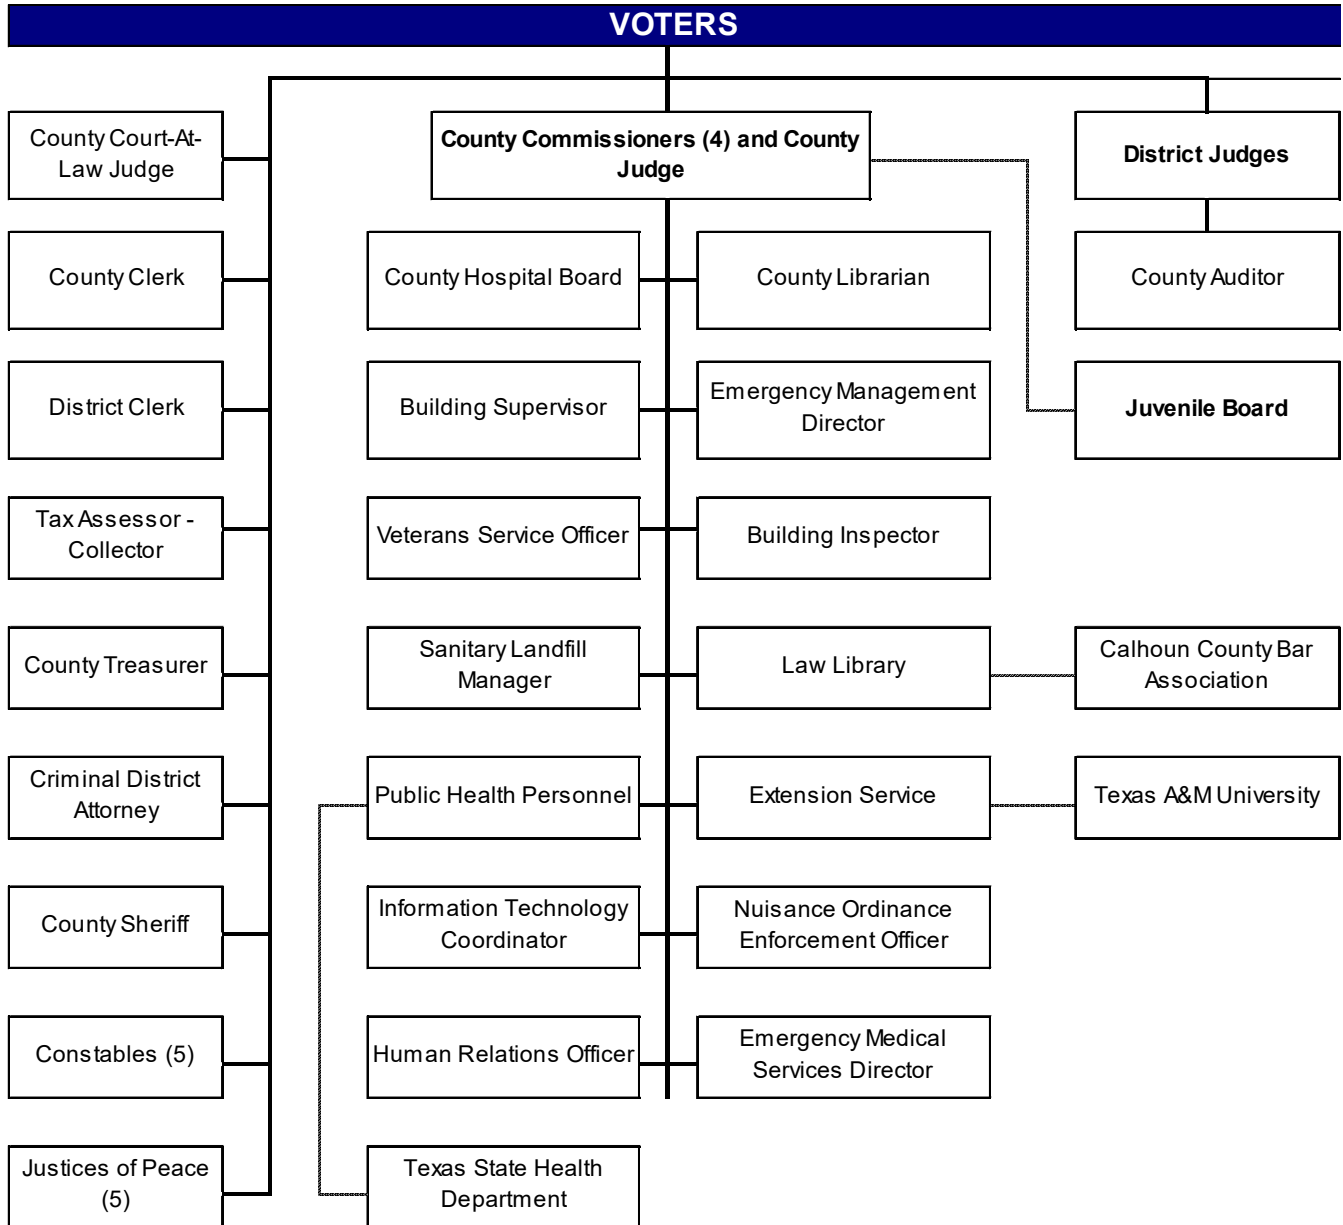 VOTERS
County Court-At-
Law Judge
County Commissioners (4) and County
Judge
District Judges
County Clerk
County Hospital Board
County Librarian
County Auditor
District Clerk
Building Supervisor
Emergency Management
Director
Juvenile Board
Tax Assessor -
Collector
Veterans Service Officer
Building Inspector
County Treasurer
Sanitary Landfill
Manager
Law Library
Calhoun County Bar
Association
Criminal District
Attorney
Public Health Personnel
Extension Service
Texas A&M University
County Sheriff
Information Technology
Coordinator
Nuisance Ordinance
Enforcement Officer
Constables (5)
Human Relations Officer
Emergency Medical
Services Director
Justices of Peace
(5)
Texas State Health
Department